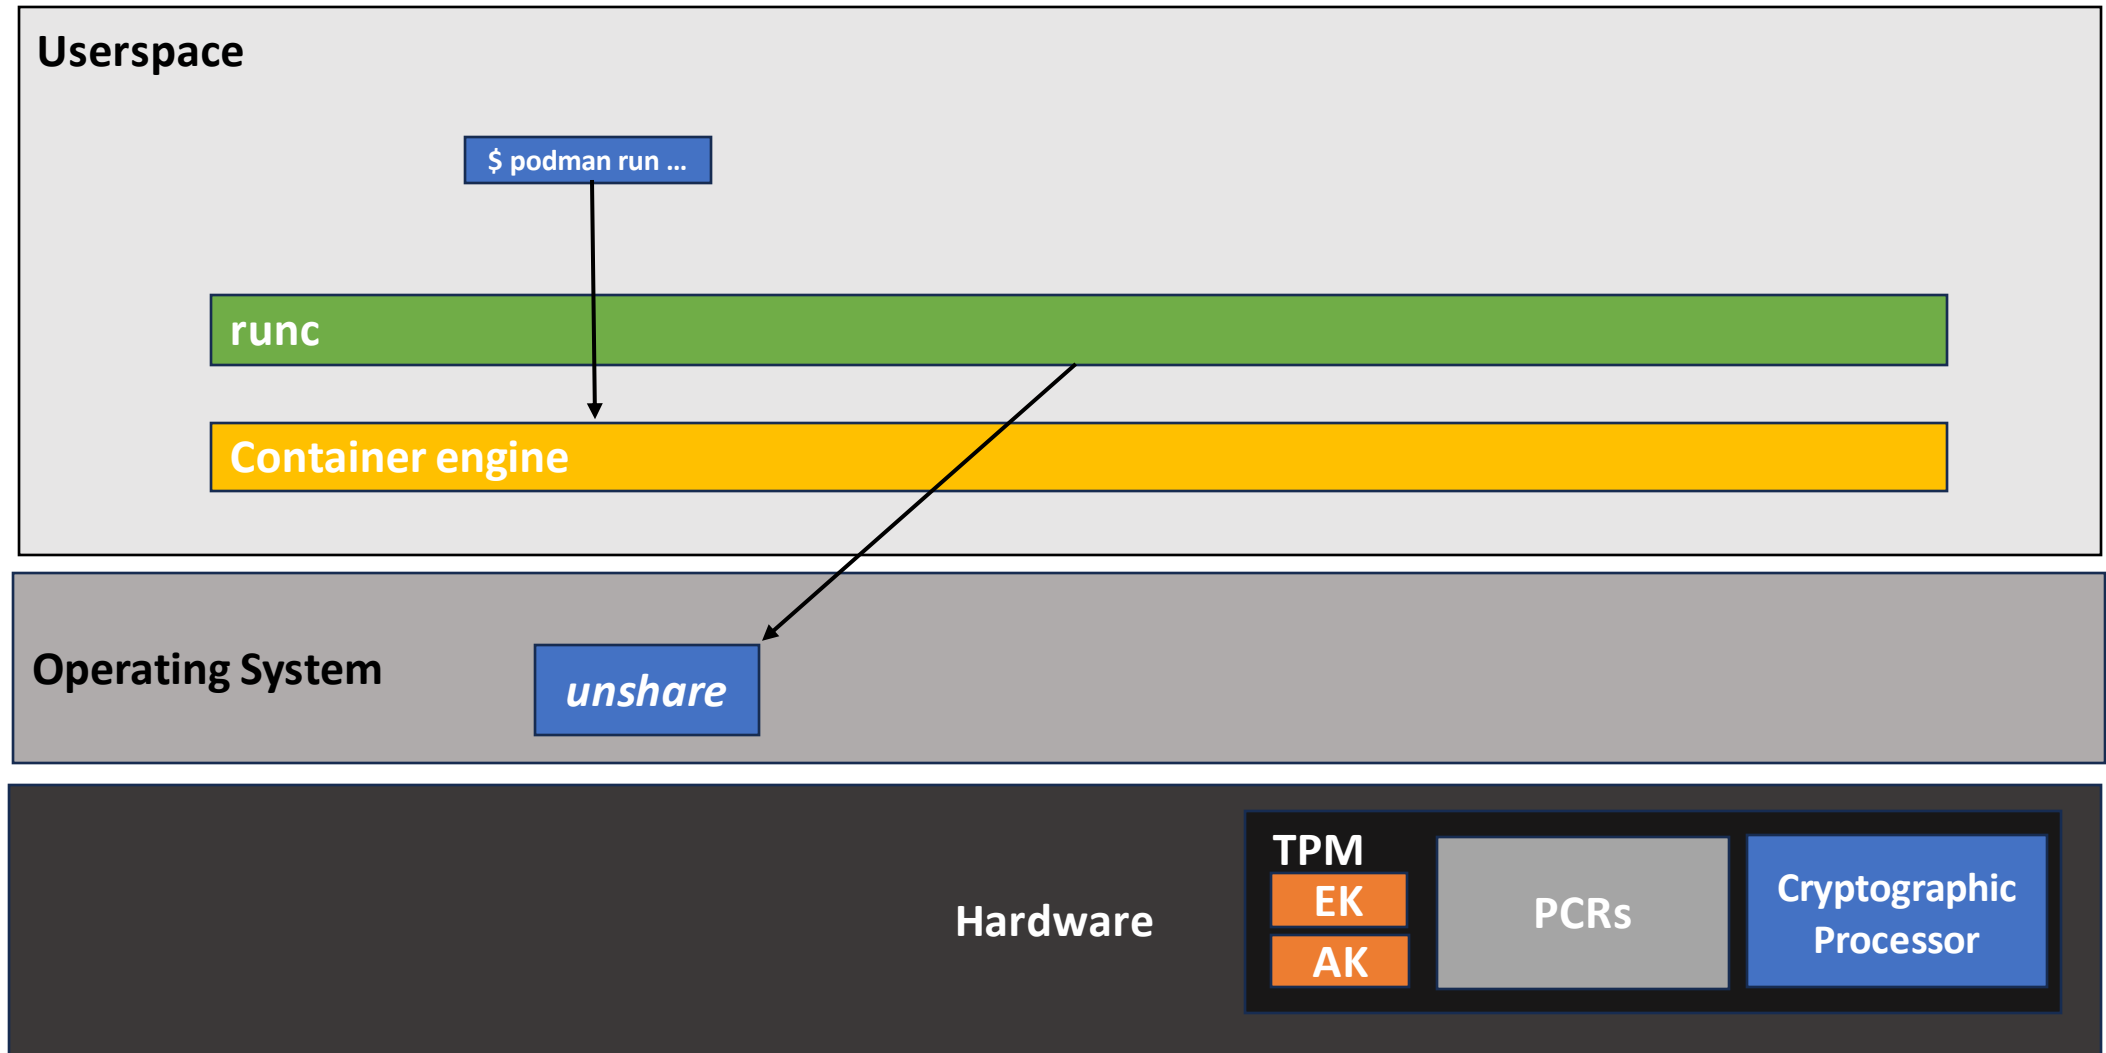 Userspace
$ podman run ...
runc
Container engine
Operating System
unshare
Hardware
TPM
EK
AK
PCRs
Cryptographic
Processor